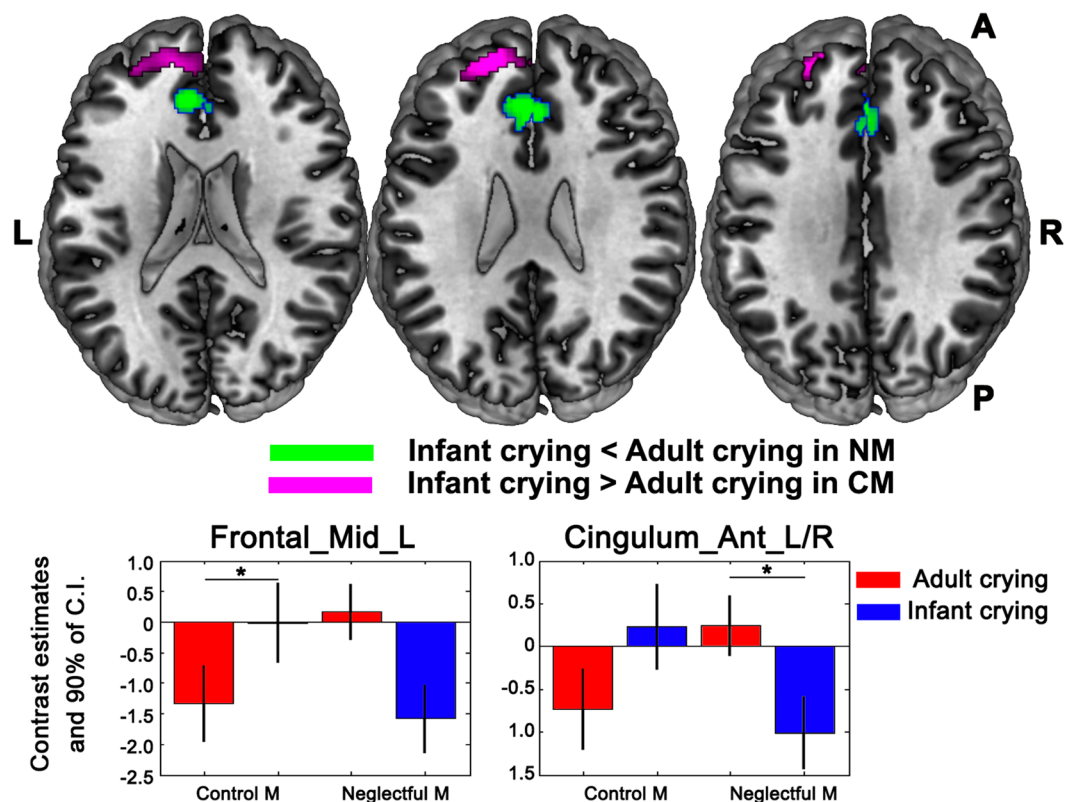 A
L
R
P
Infant crying < Adult crying in NM
Infant crying > Adult crying in CM
Frontal_Mid_L
Cingulum_Ant_L/R
Contrast estimates
and 90% of C.I.
1.0
0.5
0
-0.5
-1.0
-1.5
-2.0
-2.5
*
Control M
Neglectful M
1.0
0.5
0
-0.5
1.0
1.5
*
Control M
Neglectful M
Adult crying
Infant crying